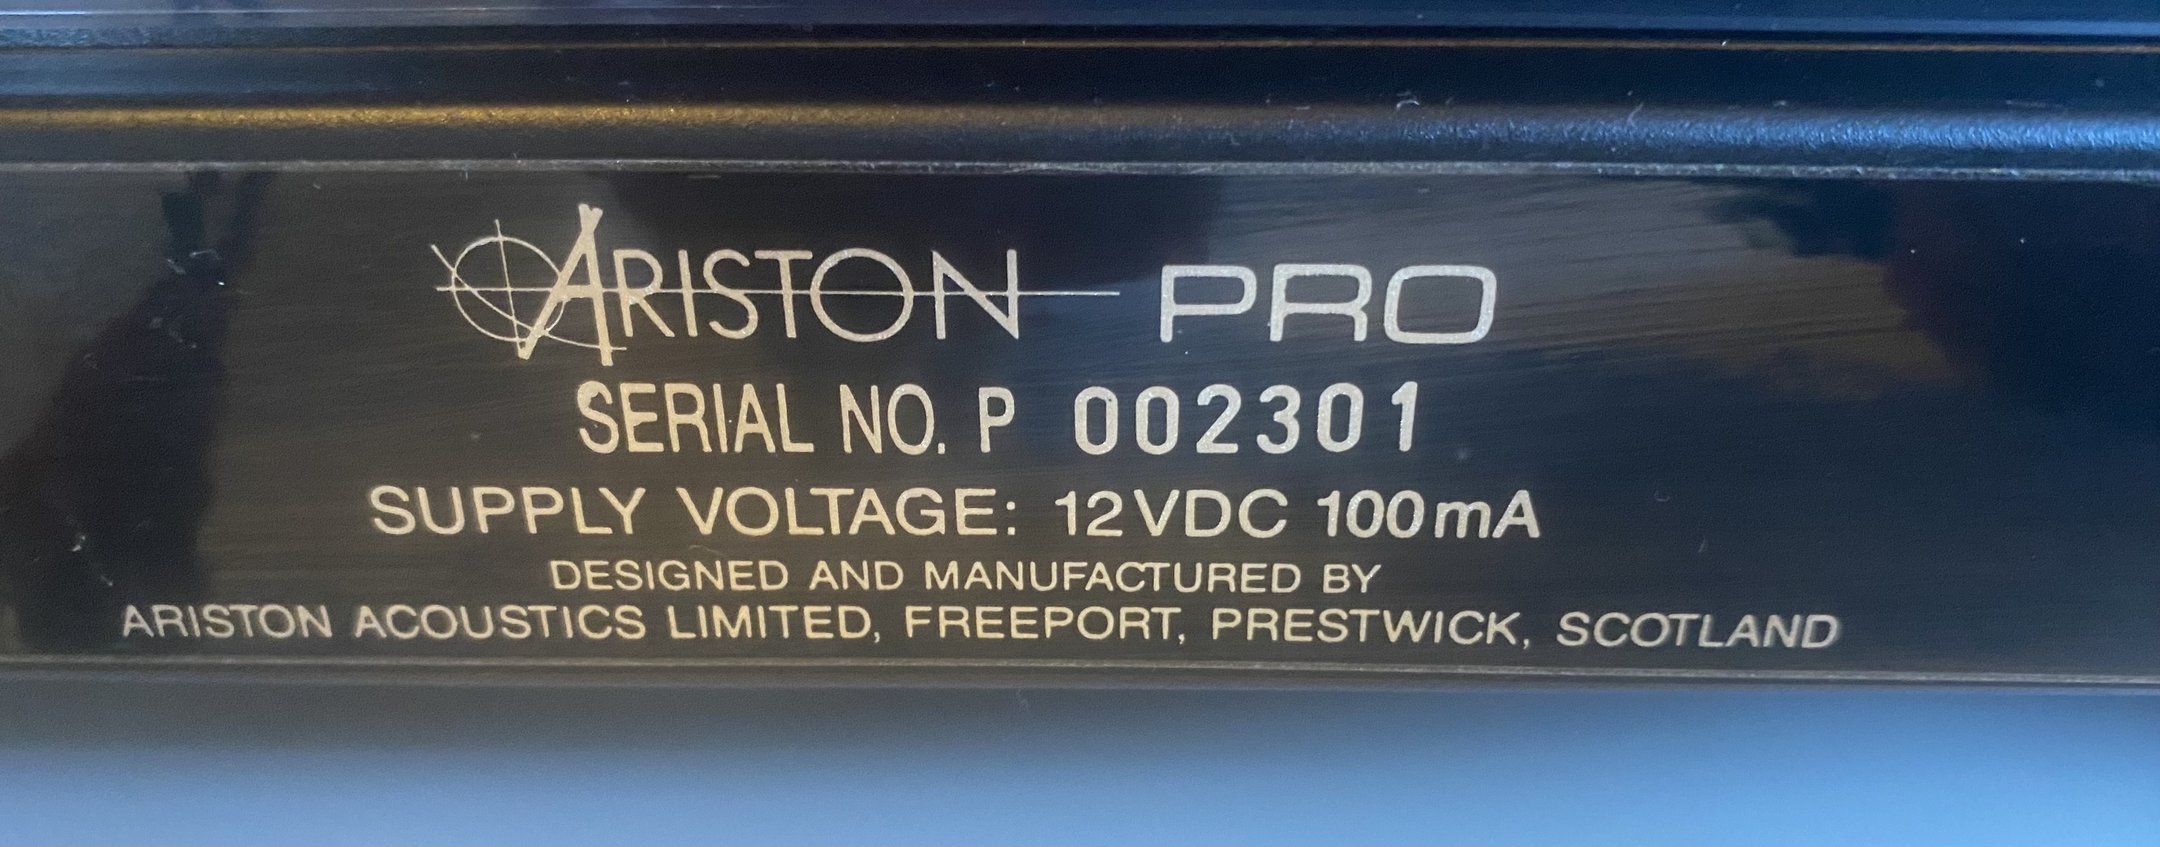 ARISTON PRO
SERIAL NO. P 002301
SUPPLY VOLTAGE: 12VDC 100mA
DESIGNED AND MANUFACTURED BY
ARISTON ACOUSTICS LIMITED, FREEPORT, PRESTWICK, SCOTLAND